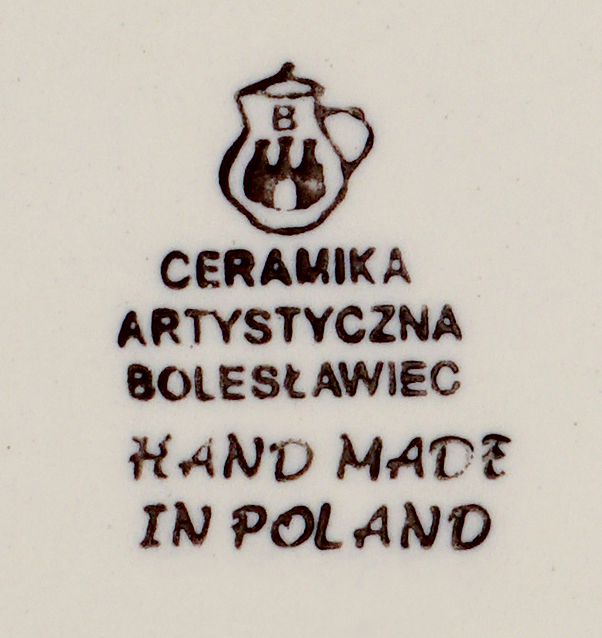 B
CERAMIKA
ARTYSTYCZNA
BOLESŁAWIEC
HAND MADE
IN POLAND